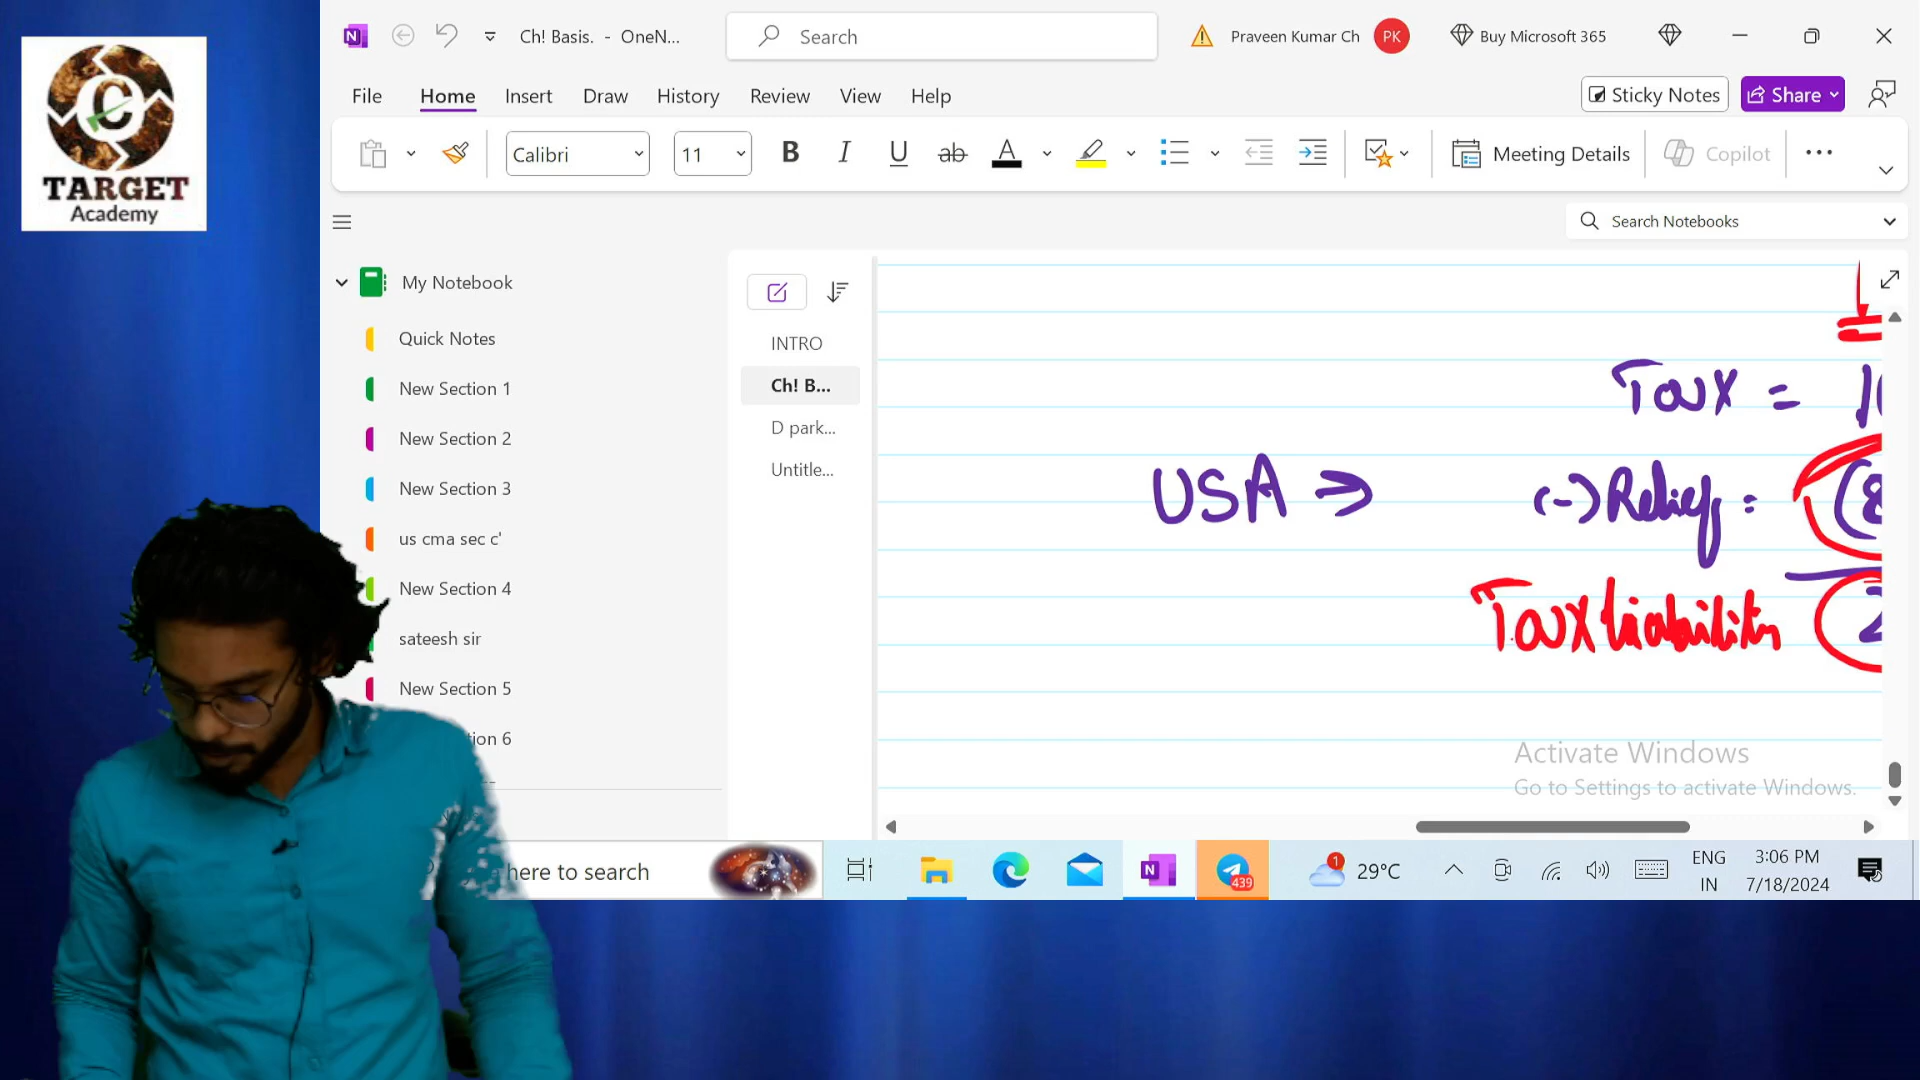 C
TARGET
Academy
N
Ch! Basis. - OneN...
Search
Praveen Kumar Ch
PK
Buy Microsoft 365
File
Home
Insert
Draw
History
Review
View
Help
Sticky Notes
Share
Calibri
11
B
I
U
ab
A
Meeting Details
Copilot
Search Notebooks
My Notebook
Quick Notes
New Section 1
New Section 2
New Section 3
us cma sec c'
New Section 4
sateesh sir
New Section 5
ion 6
INTRO
Ch! B...
D park...
Untitle...
Tax =
USA ⇒ (-) Relief :
Tax liability
Activate Windows
Go to Settings to activate Windows.
here to search
N
439
1
29°C
ENG
IN
3:06 PM
7/18/2024